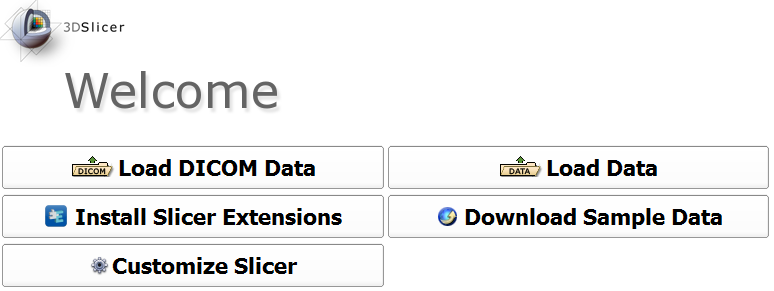 3DSlicer
Welcome
DICOM Load DICOM Data
DATA Load Data
Install Slicer Extensions
Download Sample Data
Customize Slicer